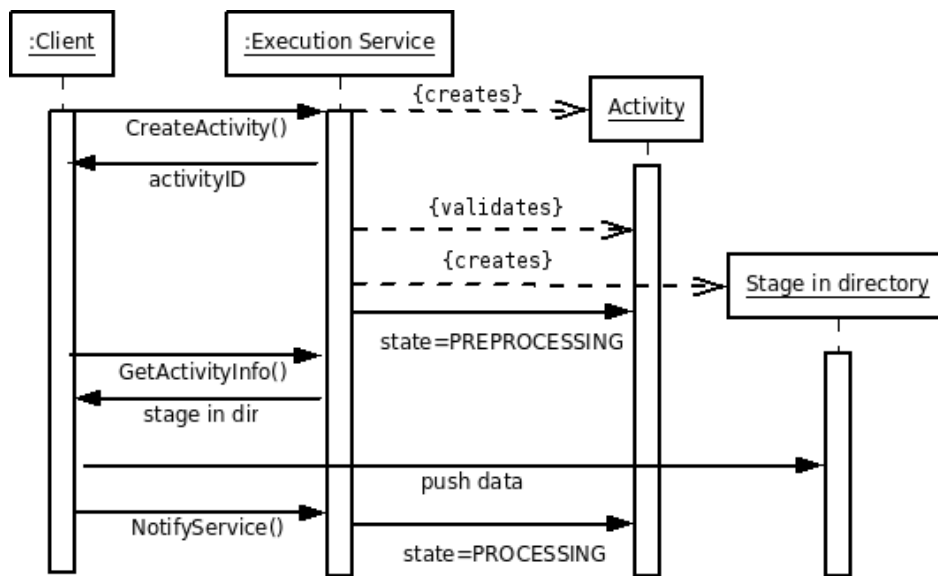 :Client
:Execution Service
{creates}
Activity
CreateActivity()
activityID
{validates}
{creates}
Stage in directory
state=PREPROCESSING
GetActivityInfo()
stage in dir
push data
NotifyService()
state=PROCESSING